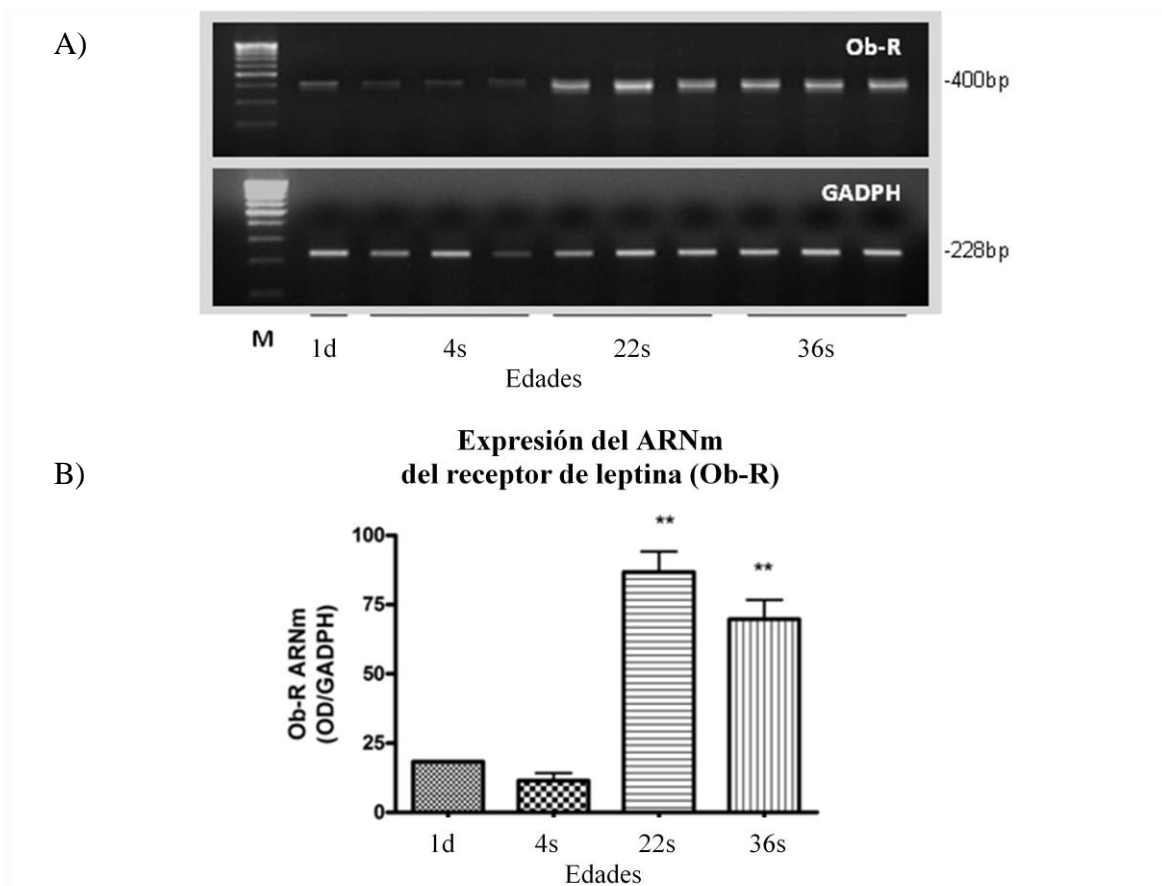 A)
Ob-R
-400bp
GADPH
-228bp
M 1d 4s 22s 36s
Edades
Expresión del ARNm
del receptor de leptina (Ob-R)
B)
** **
100
75
50
25
0
Ob-R ARNm
(OD/GADPH)
1d 4s 22s 36s
Edades